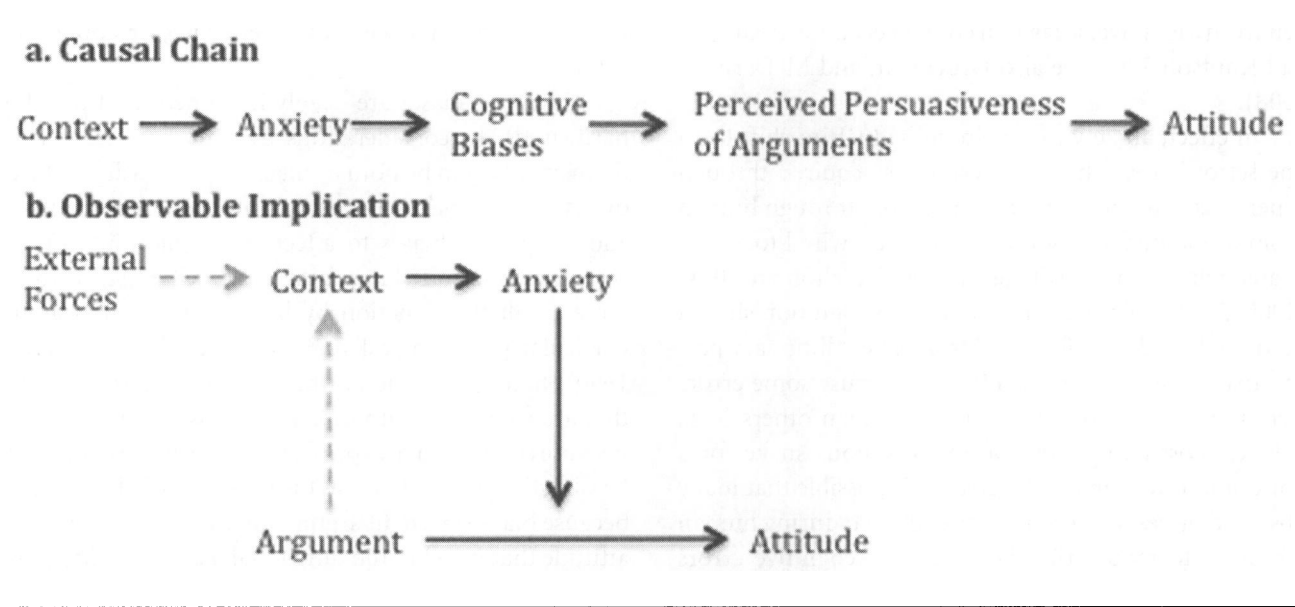 a. Causal Chain
Context Anxiety Cognitive Biases Perceived Persuasiveness of Arguments Attitude
b. Observable Implication
External Forces Context Anxiety
Argument Attitude